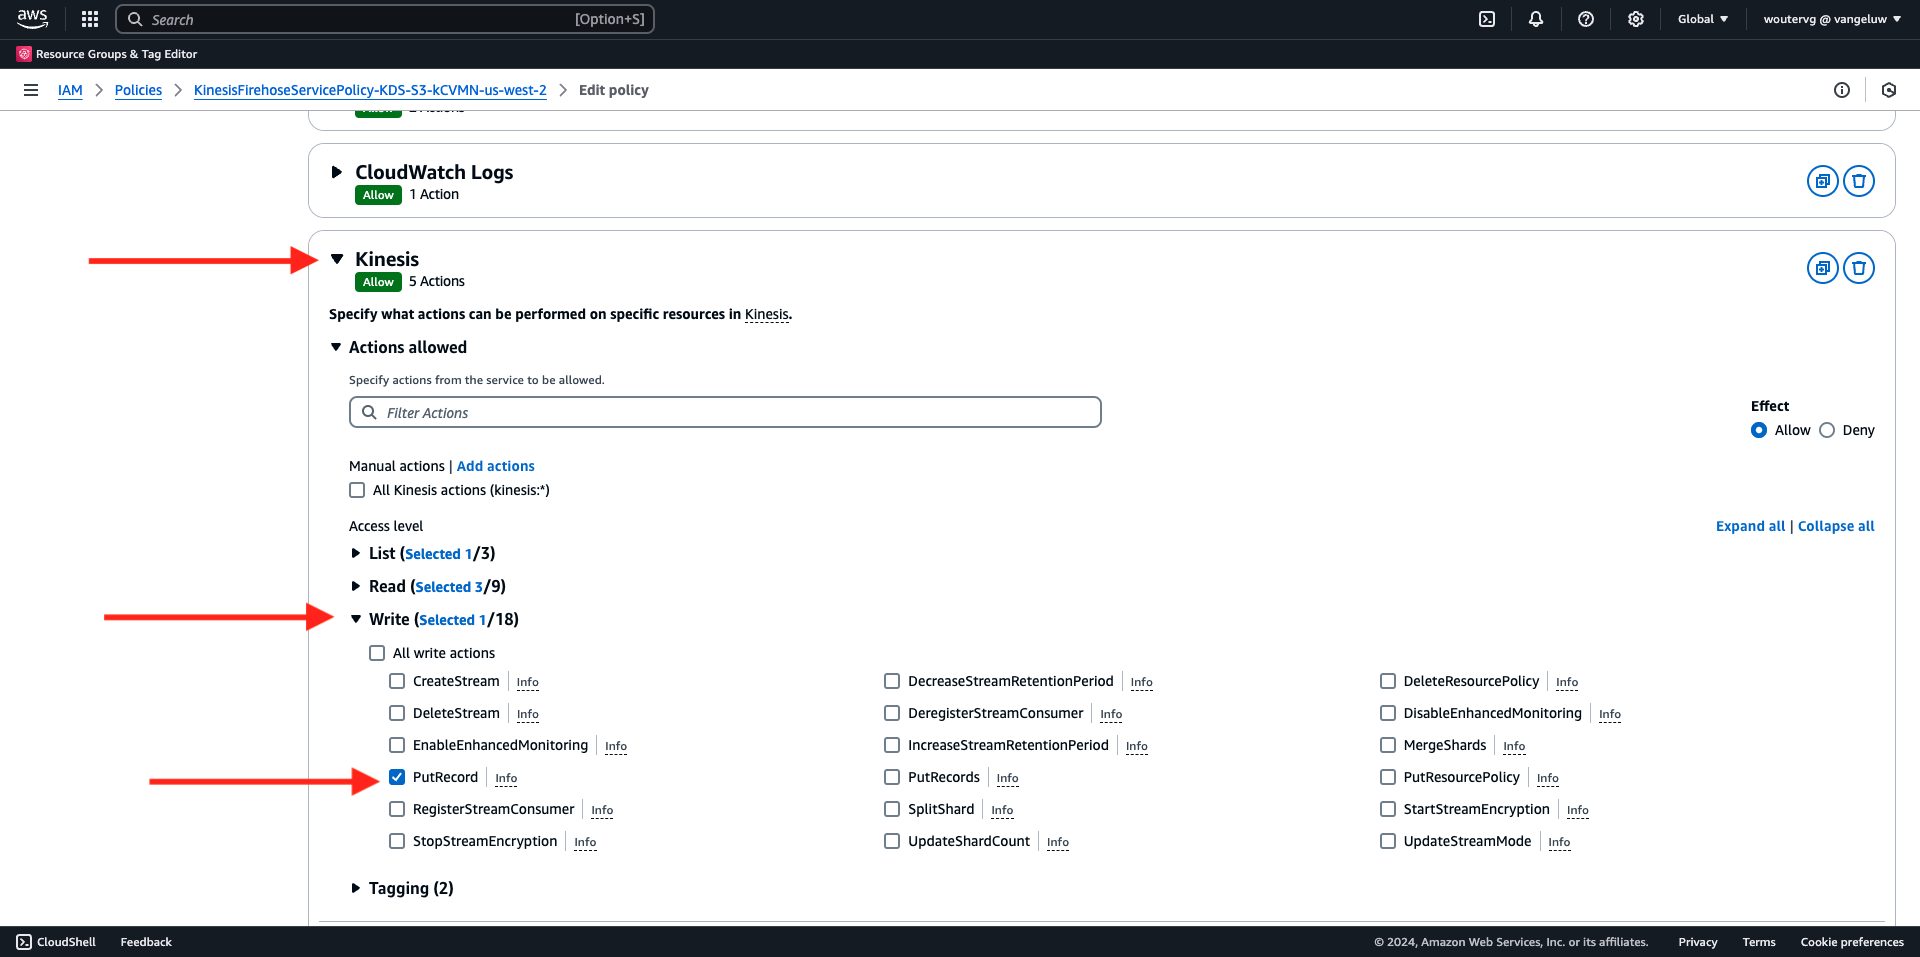 aws Search [Option+S] Global woutervg @ vangeluw
Resource Groups & Tag Editor
IAM Policies KinesisFirehoseServicePolicy-KDS-S3-kCVMN-us-west-2 Edit policy
CloudWatch Logs
Allow 1 Action
Kinesis
Allow 5 Actions
Specify what actions can be performed on specific resources in Kinesis.
Actions allowed
Specify actions from the service to be allowed.
Filter Actions
Effect
Allow Deny
Manual actions | Add actions
All Kinesis actions (kinesis:*)
Access level Expand all | Collapse all
List (Selected 1/3)
Read (Selected 3/9)
Write (Selected 1/18)
All write actions
CreateStream Info DecreaseStreamRetentionPeriod Info DeleteResourcePolicy Info
DeleteStream Info DeregisterStreamConsumer Info DisableEnhancedMonitoring Info
EnableEnhancedMonitoring Info IncreaseStreamRetentionPeriod Info MergeShards Info
PutRecord Info PutRecords Info PutResourcePolicy Info
RegisterStreamConsumer Info SplitShard Info StartStreamEncryption Info
StopStreamEncryption Info UpdateShardCount Info UpdateStreamMode Info
Tagging (2)
CloudShell Feedback © 2024, Amazon Web Services, Inc. or its affiliates. Privacy Terms Cookie preferences